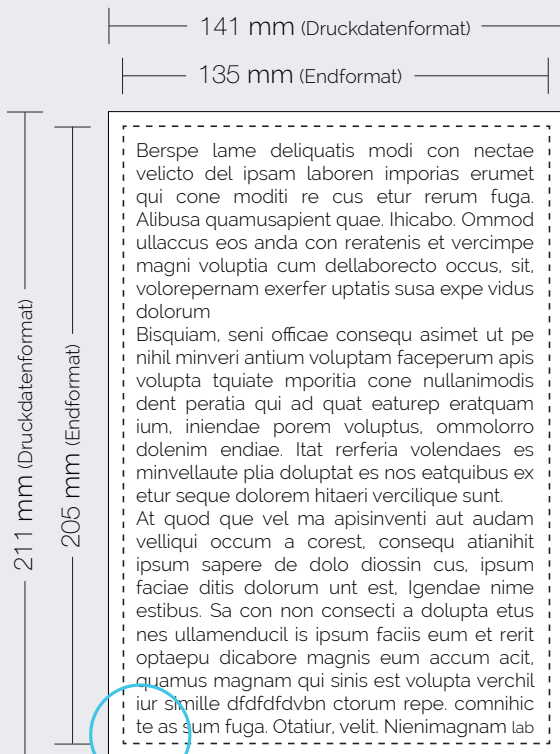 141 mm (Druckdatenformat)
135 mm (Endformat)
211 mm (Druckdatenformat)
205 mm (Endformat)
Berspe lame deliquatis modi con nectae
velicto del ipsam laboren imporias erumet
qui cone moditi re cus etur rerum fuga.
Alibusa quamusapient quae. Ihicabo. Ommod
ullaccus eos anda con reratenis et vercimpe
magni voluptia cum dellaborecto occus, sit,
volorepernam exerfer uptatis susa expe vidus
dolorum
Bisquiam, seni officae consequ asimet ut pe
nihil minveri antium voluptam faceperum apis
volupta tquiate mporitia cone nullanimodis
dent peratia qui ad quat eaturep eratquam
ium, iniendae porem voluptus, ommolorro
dolenim endiae. Itat rerferia volendaes es
minvellaute plia doluptat es nos eatquibus ex
etur seque dolorem hitaeri vercilique sunt.
At quod que vel ma apisinventi aut audam
velliqui occum a corest, consequ atianihit
ipsum sapere de dolo diossin cus, ipsum
faciae ditis dolorum unt est, Igendae nime
estibus. Sa con non consecti a dolupta etus
nes ullamenducil is ipsum faciis eum et rerit
optaepu dicabore magnis eum accum acit,
quamus magnam qui sinis est volupta verchil
iur simille dfdfdfdvbn ctorum repe. comnihic
te as sum fuga. Otatiur, velit. Nienimagnam lab